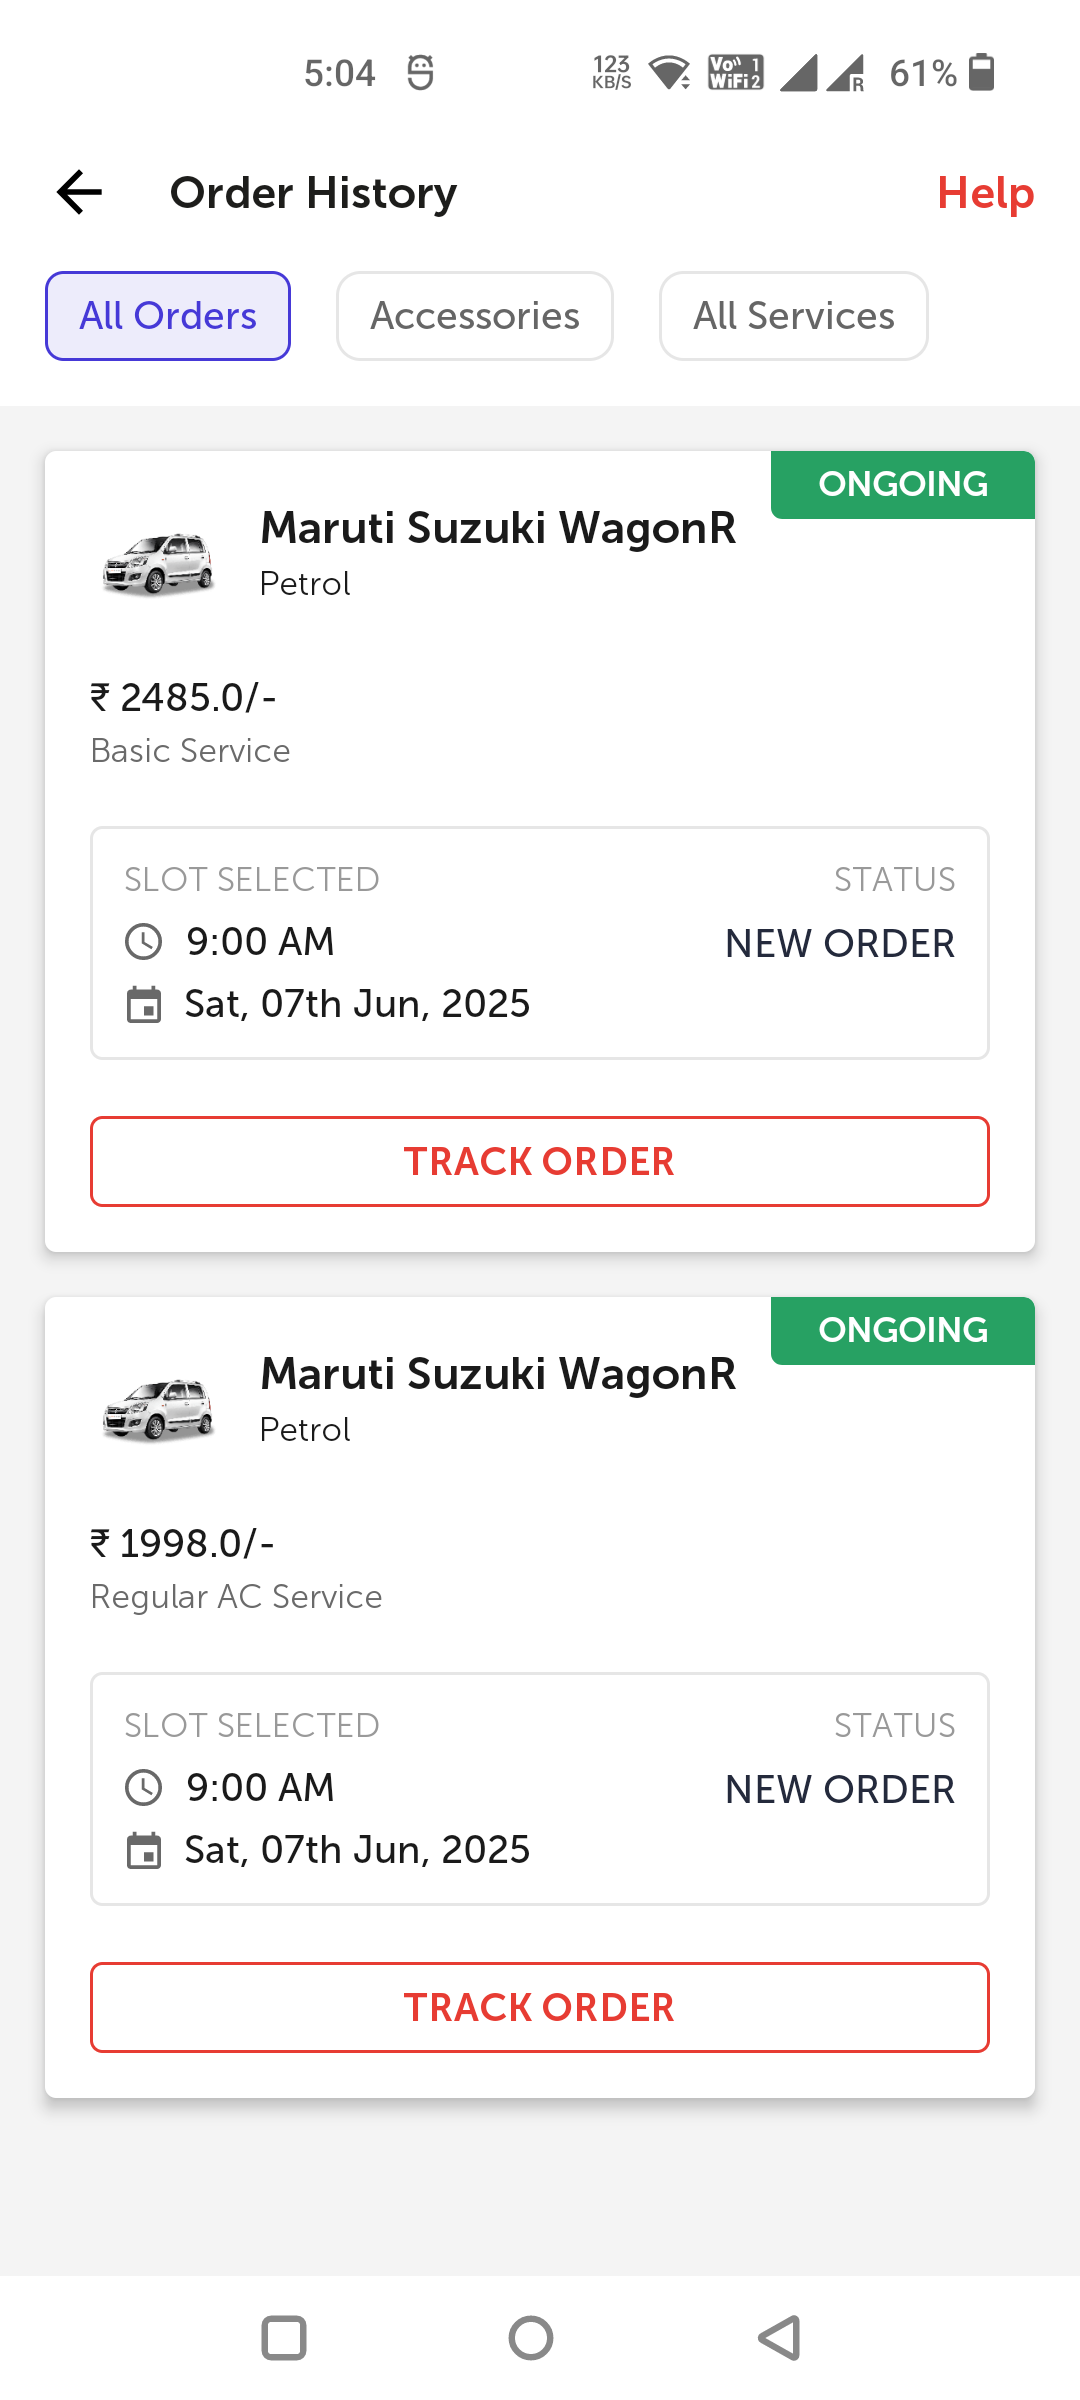 5:04 123 KB/S Vo 1 WiFi 2 R 61%
Order History Help
All Orders Accessories All Services
ONGOING
Maruti Suzuki WagonR
Petrol
₹ 2485.0/-
Basic Service
SLOT SELECTED STATUS
9:00 AM NEW ORDER
Sat, 07th Jun, 2025
TRACK ORDER
ONGOING
Maruti Suzuki WagonR
Petrol
₹ 1998.0/-
Regular AC Service
SLOT SELECTED STATUS
9:00 AM NEW ORDER
Sat, 07th Jun, 2025
TRACK ORDER